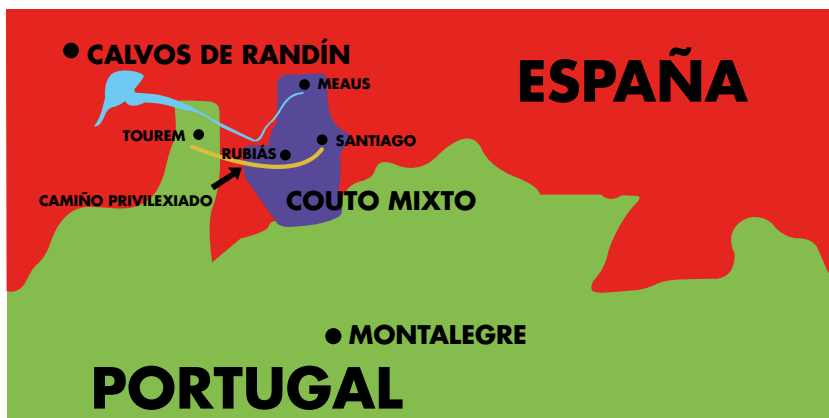 CALVOS DE RANDÍN
ESPAÑA
MEAUS
TOUREM
SANTIAGO
RUBIÁS
CAMIÑO PRIVILEXIADO
COUTO MIXTO
MONTALEGRE
PORTUGAL